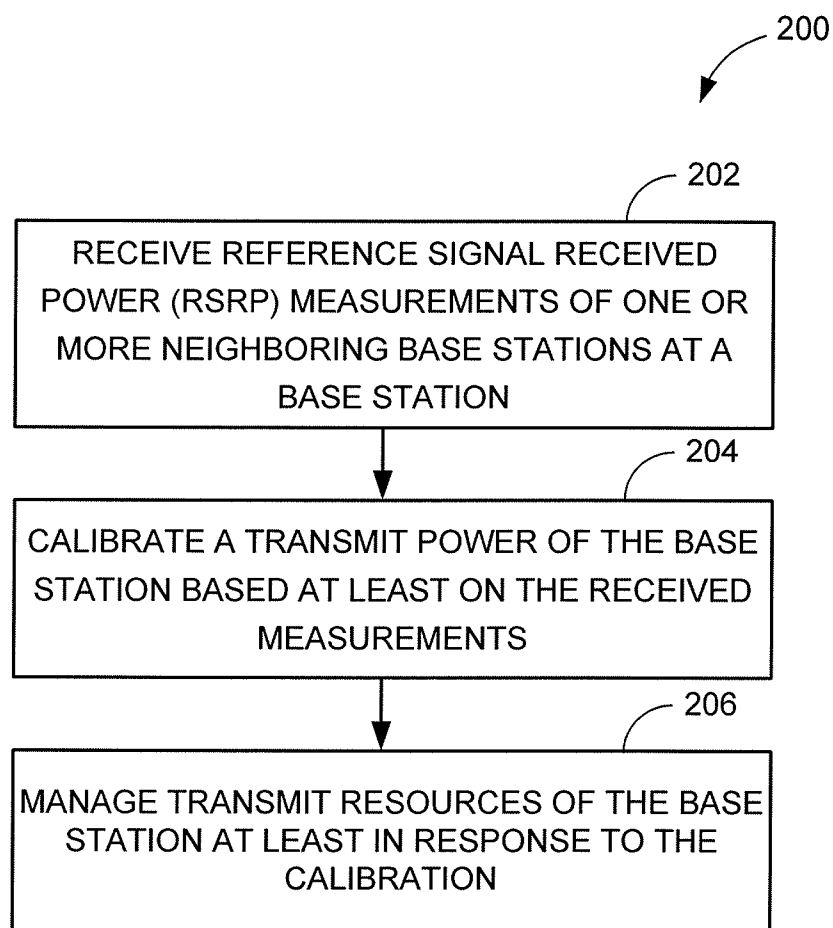 200
202
RECEIVE REFERENCE SIGNAL RECEIVED
POWER (RSRP) MEASUREMENTS OF ONE OR
MORE NEIGHBORING BASE STATIONS AT A
BASE STATION
204
CALIBRATE A TRANSMIT POWER OF THE BASE
STATION BASED AT LEAST ON THE RECEIVED
MEASUREMENTS
206
MANAGE TRANSMIT RESOURCES OF THE BASE
STATION AT LEAST IN RESPONSE TO THE
CALIBRATION